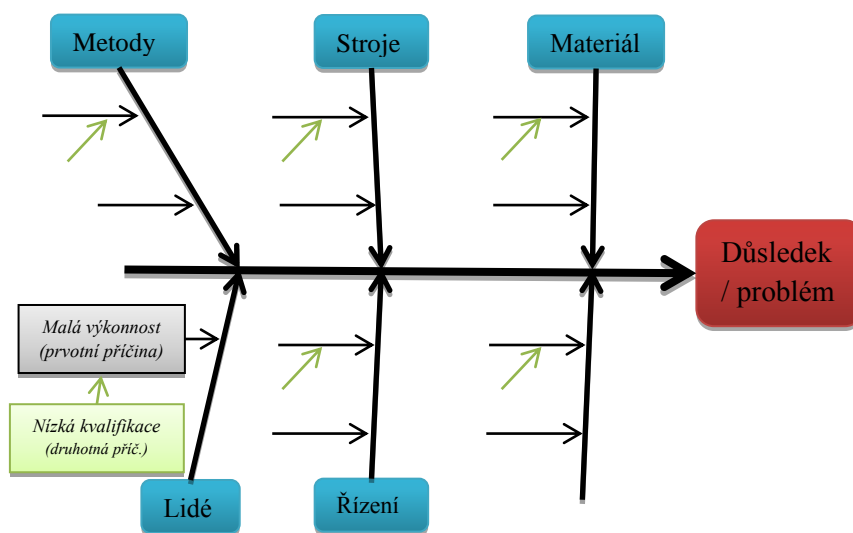 Metody
Stroje
Materiál
Důsledek
/ problém
Malá výkonnost
(prvotní příčina)
Nízká kvalifikace
(druhotná příč.)
Lidé
Řízení